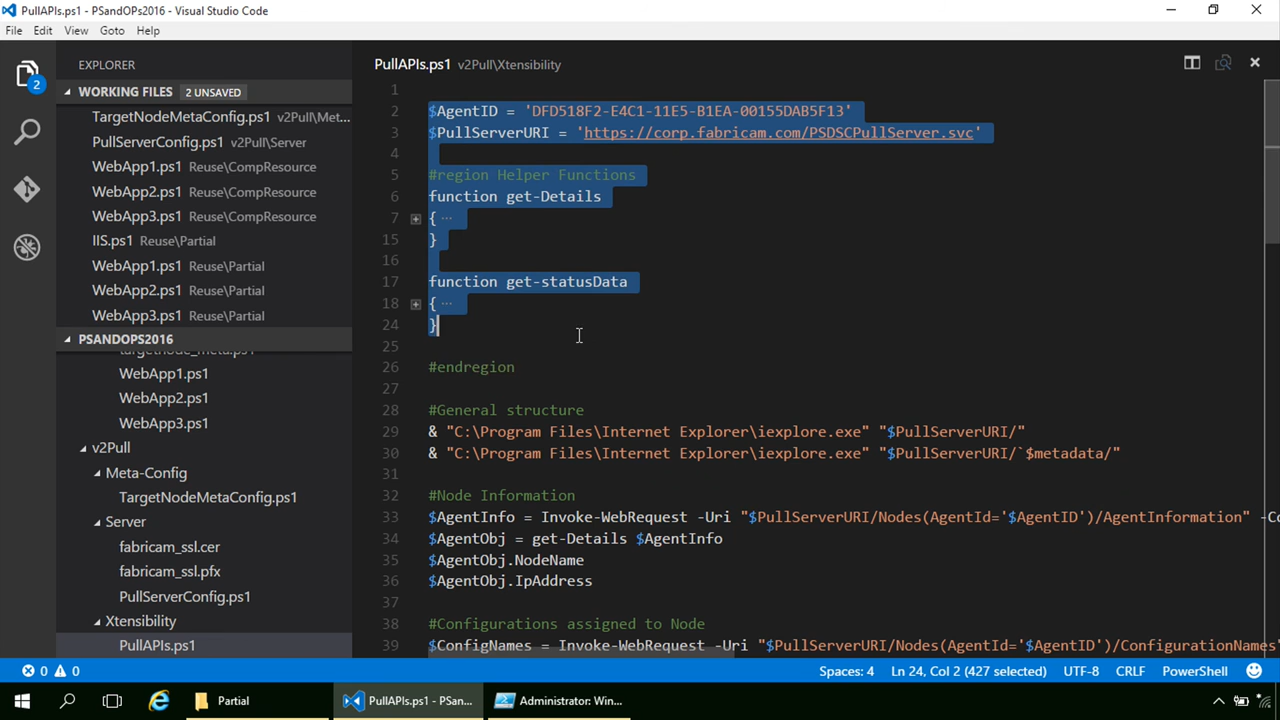 PullAPIs.ps1 - PSandOPs2016 - Visual Studio Code
File Edit View Goto Help
EXPLORER
2
WORKING FILES 2 UNSAVED
TargetNodeMetaConfig.ps1 v2Pull\Met...
PullServerConfig.ps1 v2Pull\Server
WebApp1.ps1 Reuse\CompResource
WebApp2.ps1 Reuse\CompResource
WebApp3.ps1 Reuse\CompResource
IIS.ps1 Reuse\Partial
WebApp1.ps1 Reuse\Partial
WebApp2.ps1 Reuse\Partial
WebApp3.ps1 Reuse\Partial
PSANDOPS2016
targetnode_meta.ps1
WebApp1.ps1
WebApp2.ps1
WebApp3.ps1
v2Pull
Meta-Config
TargetNodeMetaConfig.ps1
Server
fabricam_ssl.cer
fabricam_ssl.pfx
PullServerConfig.ps1
Xtensibility
PullAPIs.ps1
PullAPIs.ps1 v2Pull\Xtensibility
1
2 $AgentID = 'DFD518F2-E4C1-11E5-B1EA-00155DAB5F13'
3 $PullServerURI = 'https://corp.fabricam.com/PSDSCPullServer.svc'
4
5 #region Helper Functions
6 function get-Details
7 { ...
15 }
16
17 function get-statusData
18 { ...
24 }
25
26 #endregion
27
28 #General structure
29 & "C:\Program Files\Internet Explorer\iexplore.exe" "$PullServerURI/"
30 & "C:\Program Files\Internet Explorer\iexplore.exe" "$PullServerURI/`$metadata/"
31
32 #Node Information
33 $AgentInfo = Invoke-WebRequest -Uri "$PullServerURI/Nodes(AgentId='$AgentID')/AgentInformation" -Co
34 $AgentObj = get-Details $AgentInfo
35 $AgentObj.NodeName
36 $AgentObj.IpAddress
37
38 #Configurations assigned to Node
39 $ConfigNames = Invoke-WebRequest -Uri "$PullServerURI/Nodes(AgentId='$AgentID')/ConfigurationNames"
0 0 Spaces: 4 Ln 24, Col 2 (427 selected) UTF-8 CRLF PowerShell
Partial PullAPIs.ps1 - PSan... Administrator: Win...